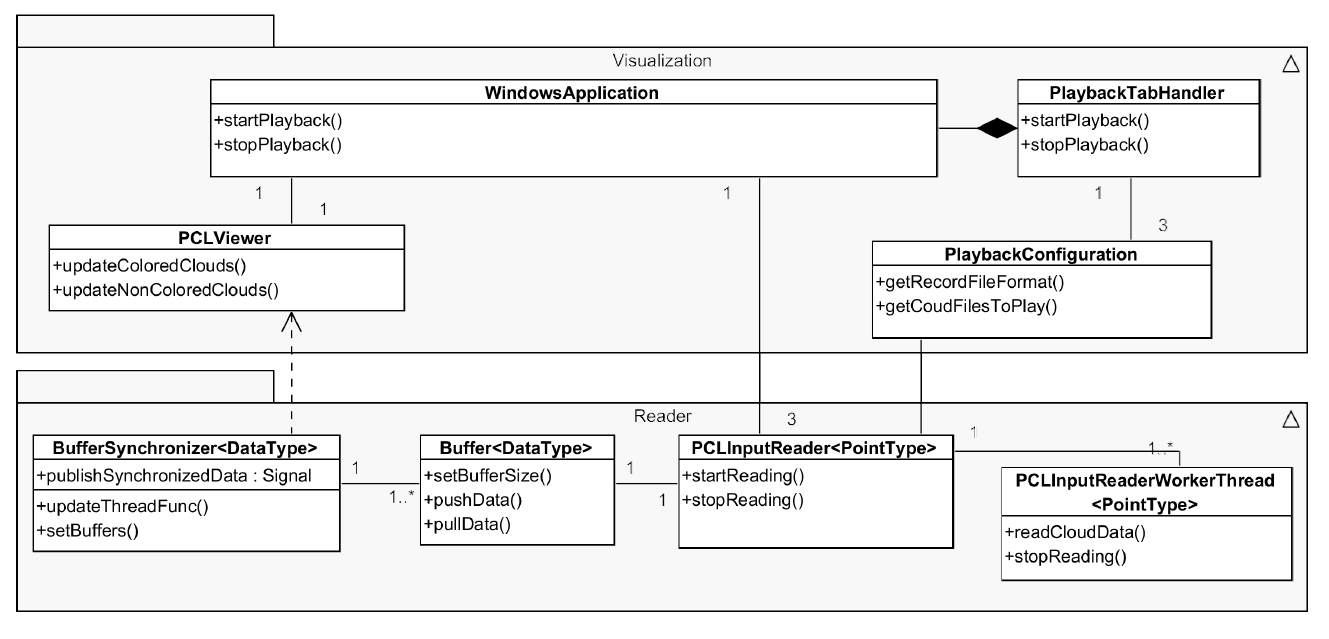 Visualization
WindowsApplication
+startPlayback()
+stopPlayback()
PlaybackTabHandler
+startPlayback()
+stopPlayback()
1
1
1
1
3
PCLViewer
+updateColoredClouds()
+updateNonColoredClouds()
PlaybackConfiguration
+getRecordFileFormat()
+getCoudFilesToPlay()
Reader
3
BufferSynchronizer<DataType>
+publishSynchronizedData : Signal
+updateThreadFunc()
+setBuffers()
1
1..*
Buffer<DataType>
+setBufferSize()
+pushData()
+pullData()
1
1
PCLInputReader<PointType>
+startReading()
+stopReading()
1
1..*
PCLInputReaderWorkerThread
<PointType>
+readCloudData()
+stopReading()